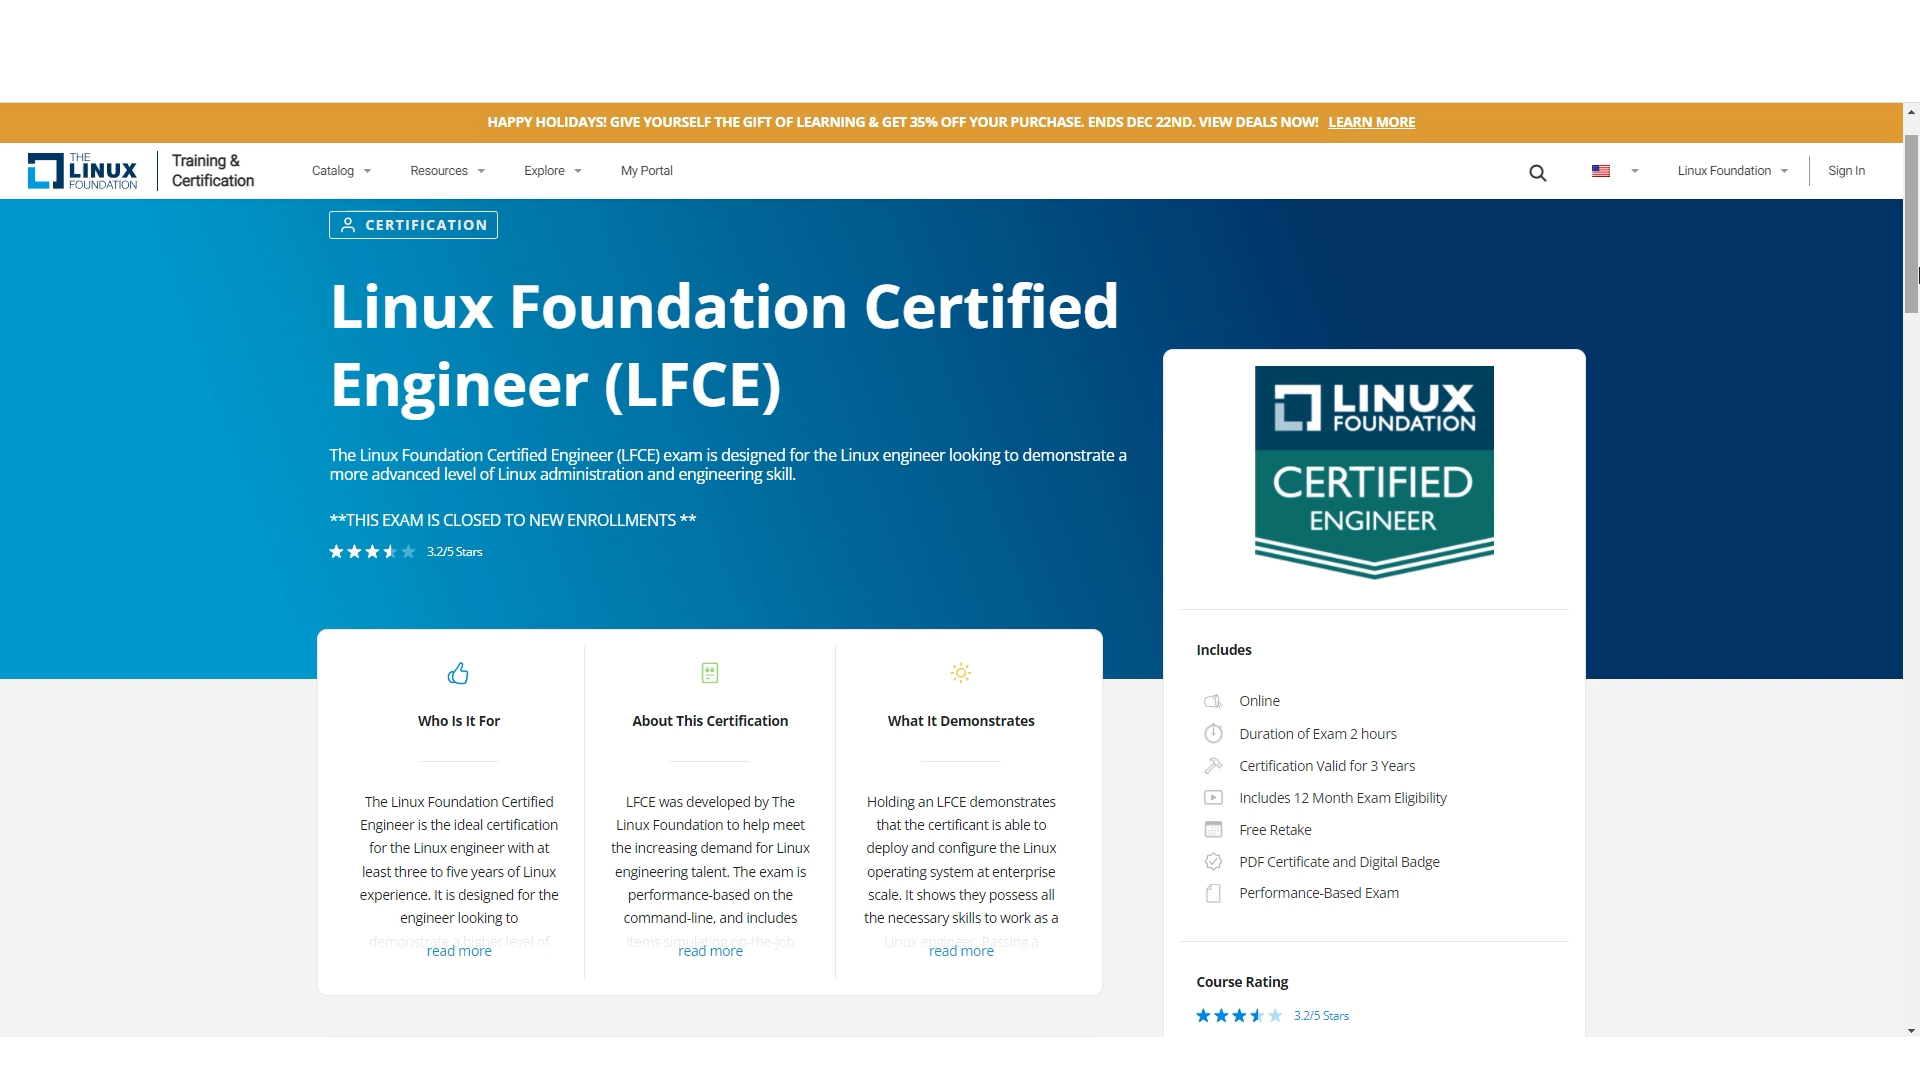 HAPPY HOLIDAYS! GIVE YOURSELF THE GIFT OF LEARNING & GET 35% OFF YOUR PURCHASE. ENDS DEC 22ND. VIEW DEALS NOW! LEARN MORE
THE
LINUX
FOUNDATION
Training &
Certification
Catalog
Resources
Explore
My Portal
Linux Foundation
Sign In
CERTIFICATION
Linux Foundation Certified
Engineer (LFCE)
The Linux Foundation Certified Engineer (LFCE) exam is designed for the Linux engineer looking to demonstrate a
more advanced level of Linux administration and engineering skill.
**THIS EXAM IS CLOSED TO NEW ENROLLMENTS **
3.2/5 Stars
Who Is It For
The Linux Foundation Certified
Engineer is the ideal certification
for the Linux engineer with at
least three to five years of Linux
experience. It is designed for the
engineer looking to
demonstrate a higher level of
read more
About This Certification
LFCE was developed by The
Linux Foundation to help meet
the increasing demand for Linux
engineering talent. The exam is
performance-based on the
command-line, and includes
items simulating on-the-job
read more
What It Demonstrates
Holding an LFCE demonstrates
that the certificant is able to
deploy and configure the Linux
operating system at enterprise
scale. It shows they possess all
the necessary skills to work as a
Linux engineer. Passing a
read more
LINUX
FOUNDATION
CERTIFIED
ENGINEER
Includes
Online
Duration of Exam 2 hours
Certification Valid for 3 Years
Includes 12 Month Exam Eligibility
Free Retake
PDF Certificate and Digital Badge
Performance-Based Exam
Course Rating
3.2/5 Stars